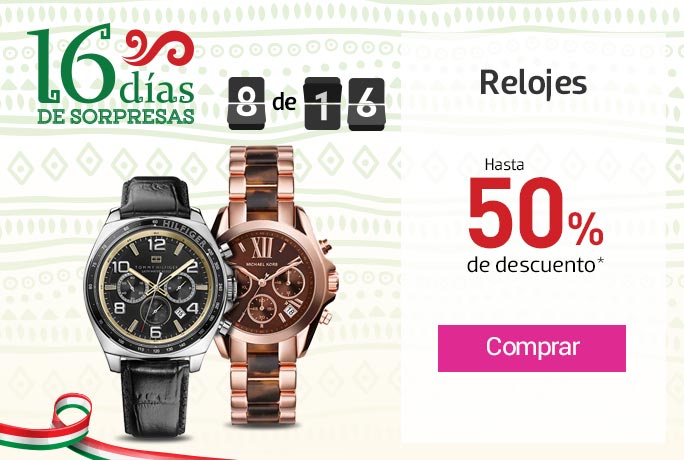 16 días
DE SORPRESAS
8 de 16
Relojes
Hasta
50%
de descuento*
Comprar
HILFIGER
TOMMY HILFIGER
MICHAEL KORS